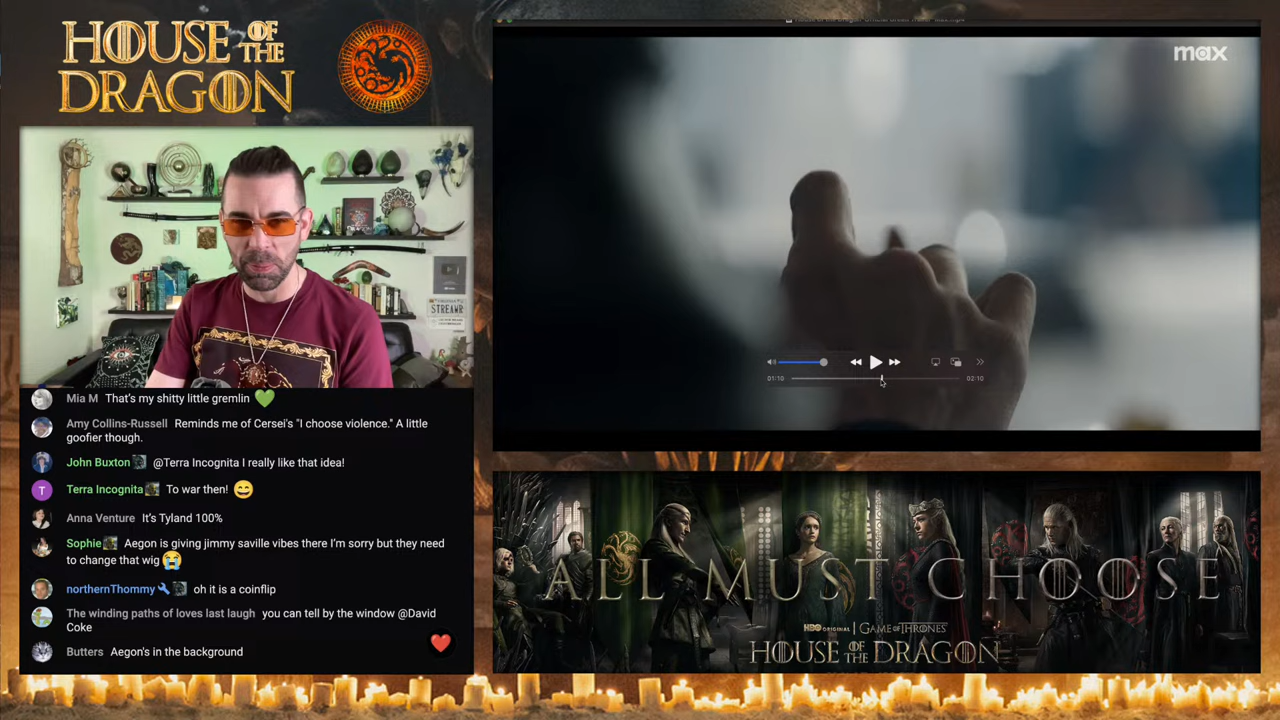 HOUSE OF THE
DRAGON
STREAWR
max
01:10
02:10
Mia M That's my shitty little gremlin
Amy Collins-Russell Reminds me of Cersei's "I choose violence." A little
goofier though.
John Buxton @Terra Incognita I really like that idea!
T
Terra Incognita To war then!
Anna Venture It's Tyland 100%
Sophie Aegon is giving jimmy saville vibes there I'm sorry but they need
to change that wig
northernThommy oh it is a coinflip
The winding paths of loves last laugh you can tell by the window @David
Coke
Butters Aegon's in the background
ALL MUST CHOOSE
HBO ORIGINAL | GAME OF THRONES
HOUSE OF THE DRAGON